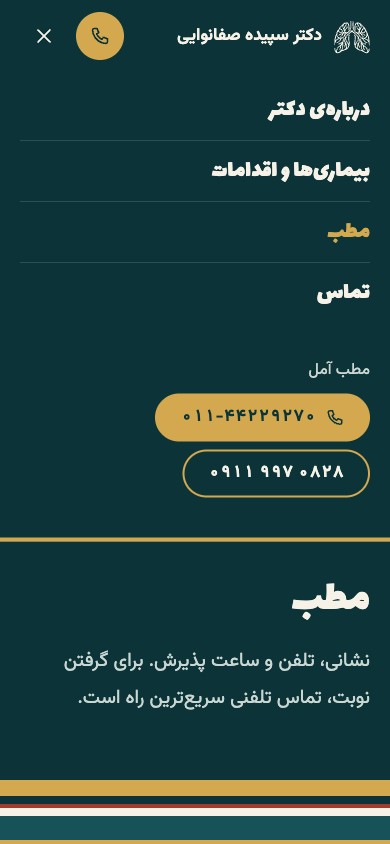 دکتر سپیده صفانوایی
درباره‌ی دکتر
بیماری‌ها و اقدامات
مطب
تماس
مطب آمل
۰۱۱-۴۴۲۲۹۲۷۰
۰۹۱۱ ۹۹۷ ۰۸۲۸
مطب
نشانی، تلفن و ساعت پذیرش. برای گرفتن
نوبت، تماس تلفنی سریع‌ترین راه است.